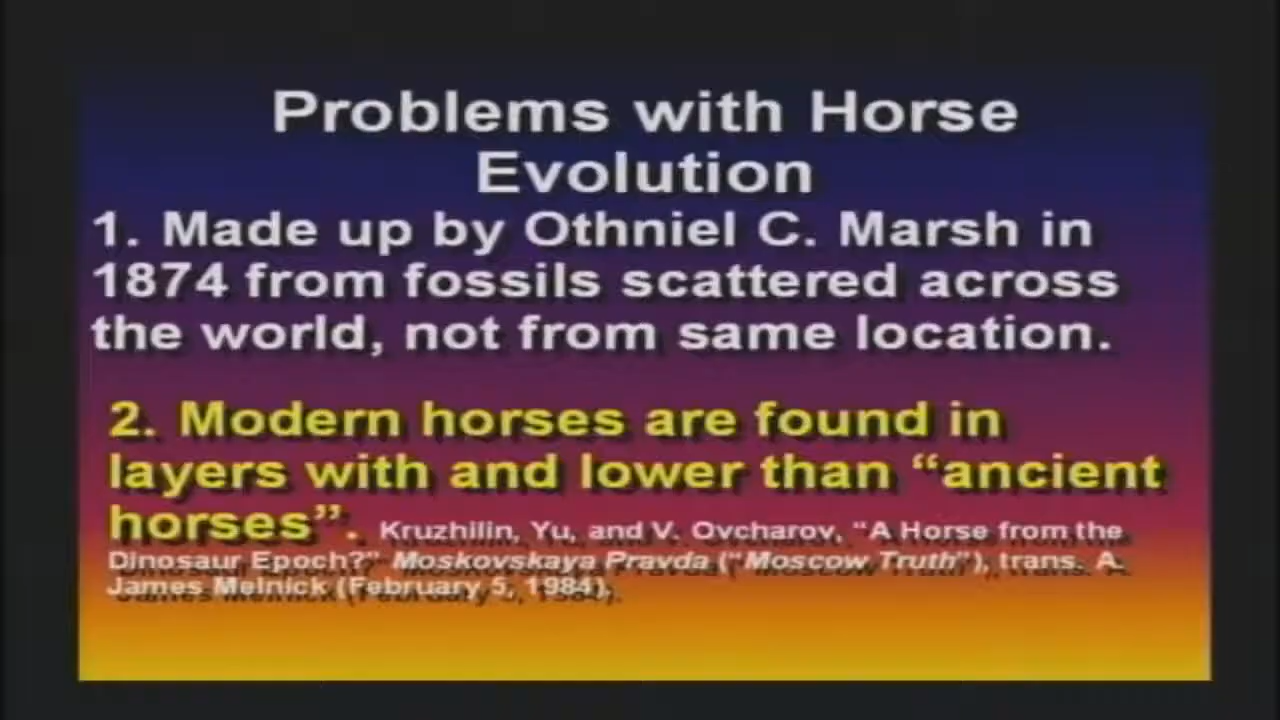 Problems with Horse
Evolution
1. Made up by Othniel C. Marsh in
1874 from fossils scattered across
the world, not from same location.
2. Modern horses are found in
layers with and lower than “ancient
horses”. Kruzhilin, Yu, and V. Ovcharov, “A Horse from the
Dinosaur Epoch?” Moskovskaya Pravda (“Moscow Truth”), trans. A.
James Melnick (February 5, 1984),